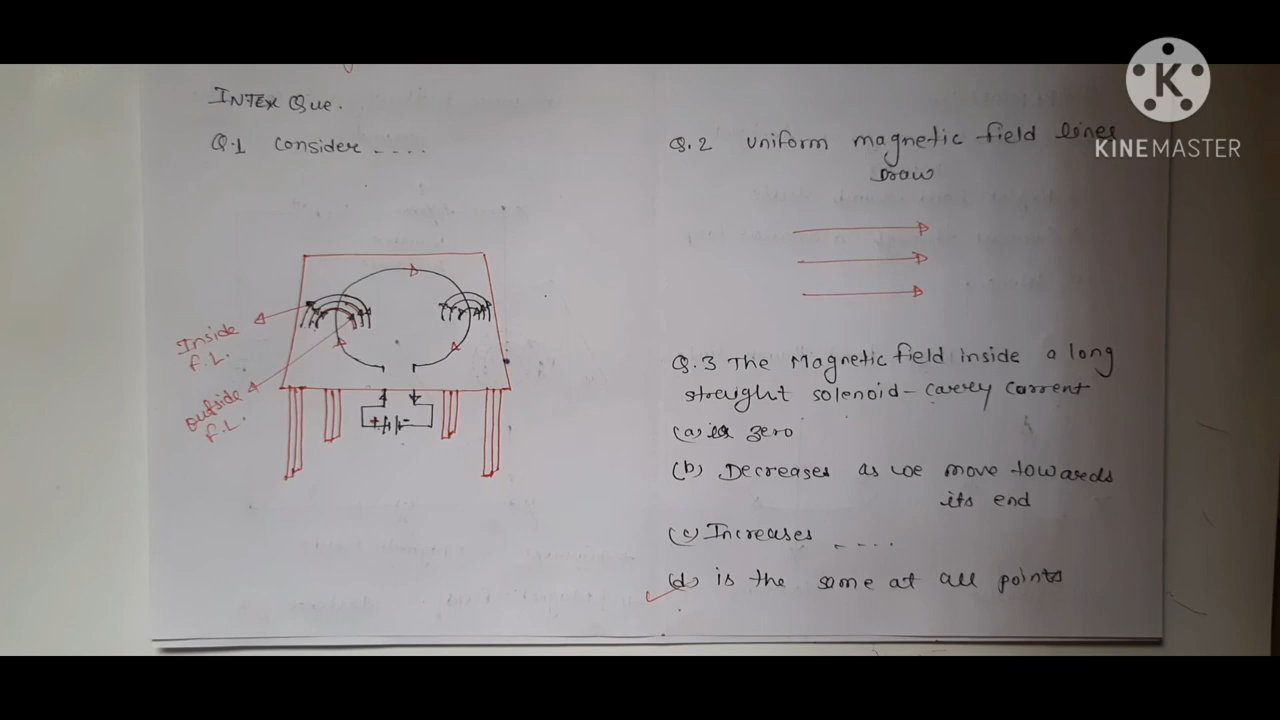 INTEX Que.
Q.1 Consider ....
Inside
F.L.
outside
F.L.
+ -
Q.2 Uniform magnetic field lines
Draw
Q.3 The Magnetic field inside a long
streight solenoid - carry current
(a) is zero
(b) Decreases as we move towards
its end
(c) Increases ....
(d) is the same at all points
K
KINEMASTER